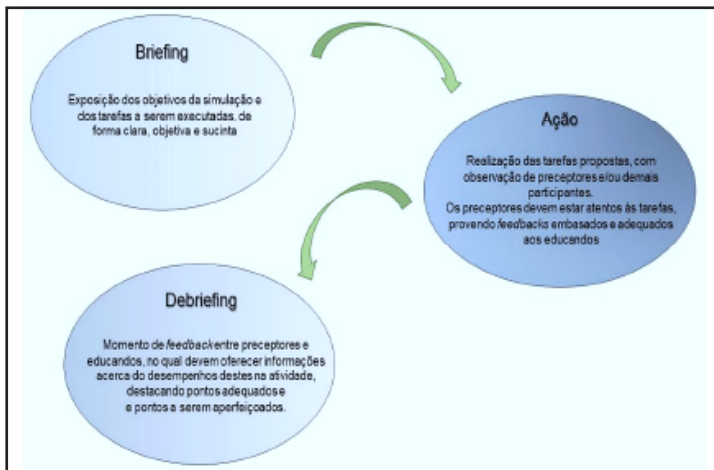 Briefing
Exposição dos objetivos da simulação e
dos tarefas a serem executadas, de
forma clara, objetiva e sucinta
Ação
Realização das tarefas propostas, com
observação de preceptores e/ou demais
participantes.
Os preceptores devem estar atentos às tarefas,
provendo feedbacks embasados e adequados
aos educandos
Debriefing
Momento de feedback entre preceptores e
educandos, no qual devem oferecer informações
acerca do desempenhos destes na atividade,
destacando pontos adequados e
e pontos a serem aperfeiçoados.